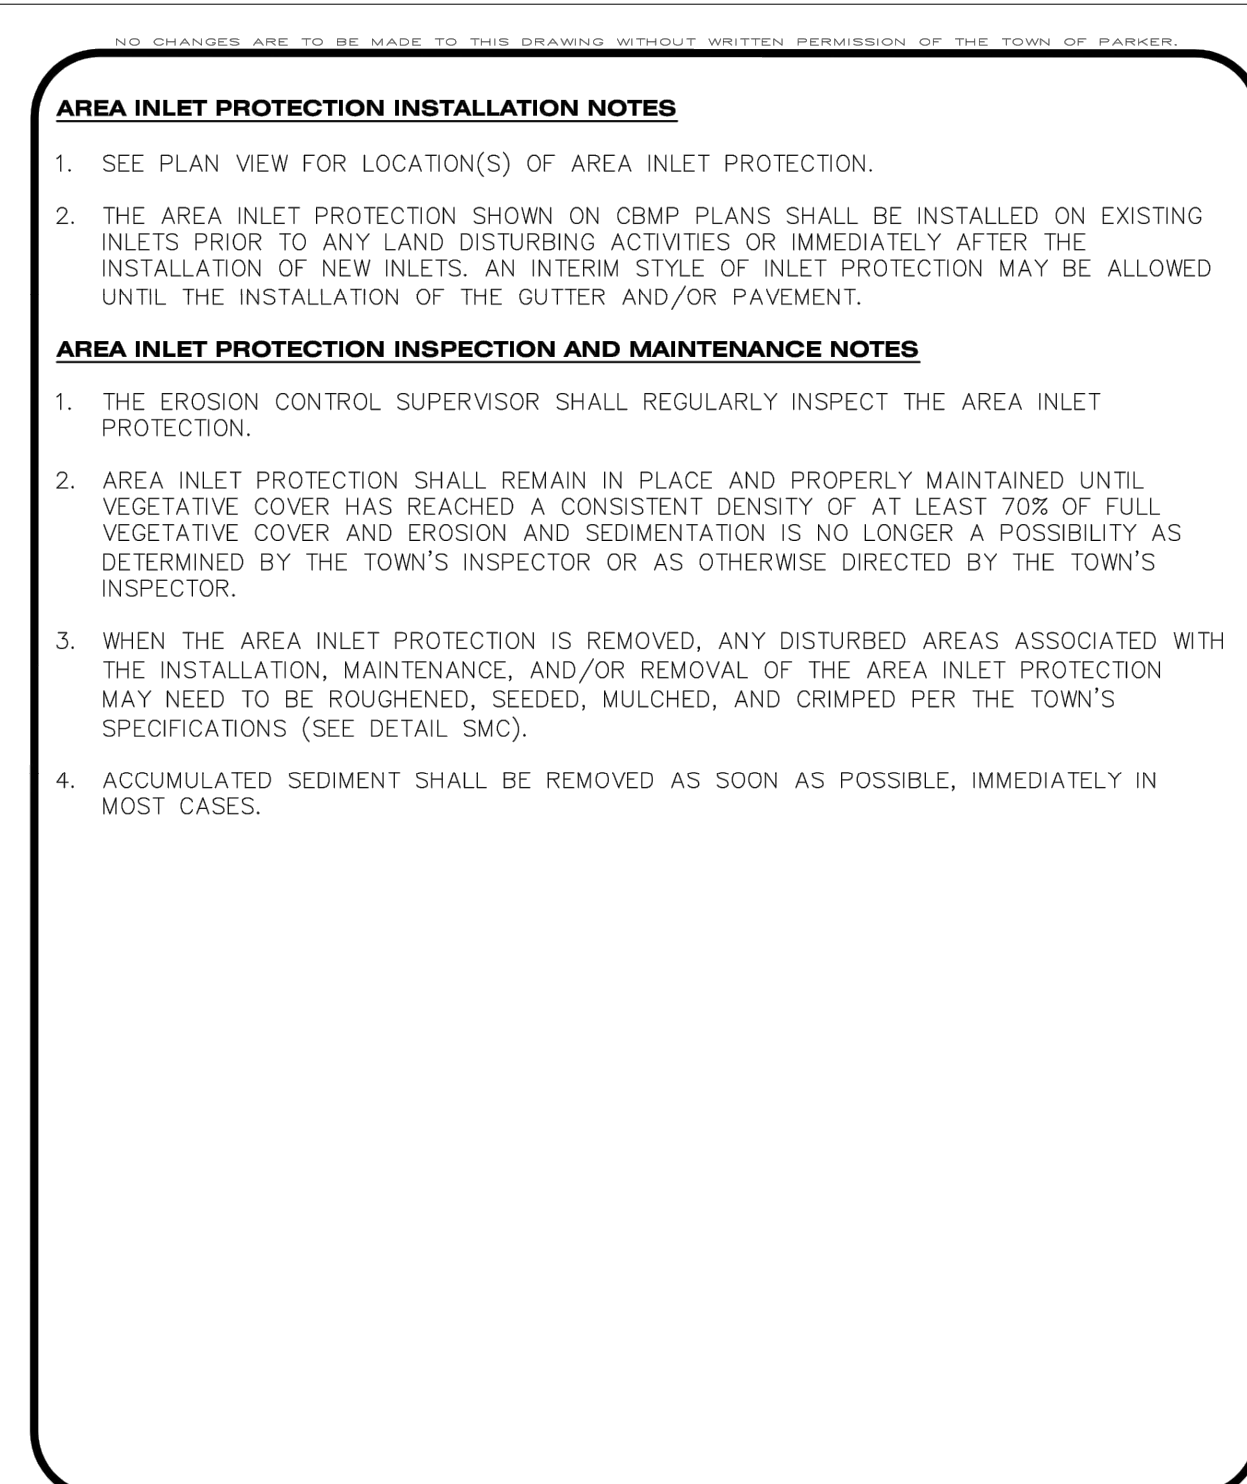 NO CHANGES ARE TO BE MADE TO THIS DRAWING WITHOUT WRITTEN PERMISSION OF THE TOWN OF PARKER.
AREA INLET PROTECTION INSTALLATION NOTES
1. SEE PLAN VIEW FOR LOCATION(S) OF AREA INLET PROTECTION.
2. THE AREA INLET PROTECTION SHOWN ON CBMP PLANS SHALL BE INSTALLED ON EXISTING
INLETS PRIOR TO ANY LAND DISTURBING ACTIVITIES OR IMMEDIATELY AFTER THE
INSTALLATION OF NEW INLETS. AN INTERIM STYLE OF INLET PROTECTION MAY BE ALLOWED
UNTIL THE INSTALLATION OF THE GUTTER AND/OR PAVEMENT.
AREA INLET PROTECTION INSPECTION AND MAINTENANCE NOTES
1. THE EROSION CONTROL SUPERVISOR SHALL REGULARLY INSPECT THE AREA INLET
PROTECTION.
2. AREA INLET PROTECTION SHALL REMAIN IN PLACE AND PROPERLY MAINTAINED UNTIL
VEGETATIVE COVER HAS REACHED A CONSISTENT DENSITY OF AT LEAST 70% OF FULL
VEGETATIVE COVER AND EROSION AND SEDIMENTATION IS NO LONGER A POSSIBILITY AS
DETERMINED BY THE TOWN'S INSPECTOR OR AS OTHERWISE DIRECTED BY THE TOWN'S
INSPECTOR.
3. WHEN THE AREA INLET PROTECTION IS REMOVED, ANY DISTURBED AREAS ASSOCIATED WITH
THE INSTALLATION, MAINTENANCE, AND/OR REMOVAL OF THE AREA INLET PROTECTION
MAY NEED TO BE ROUGHENED, SEEDED, MULCHED, AND CRIMPED PER THE TOWN'S
SPECIFICATIONS (SEE DETAIL SMC).
4. ACCUMULATED SEDIMENT SHALL BE REMOVED AS SOON AS POSSIBLE, IMMEDIATELY IN
MOST CASES.